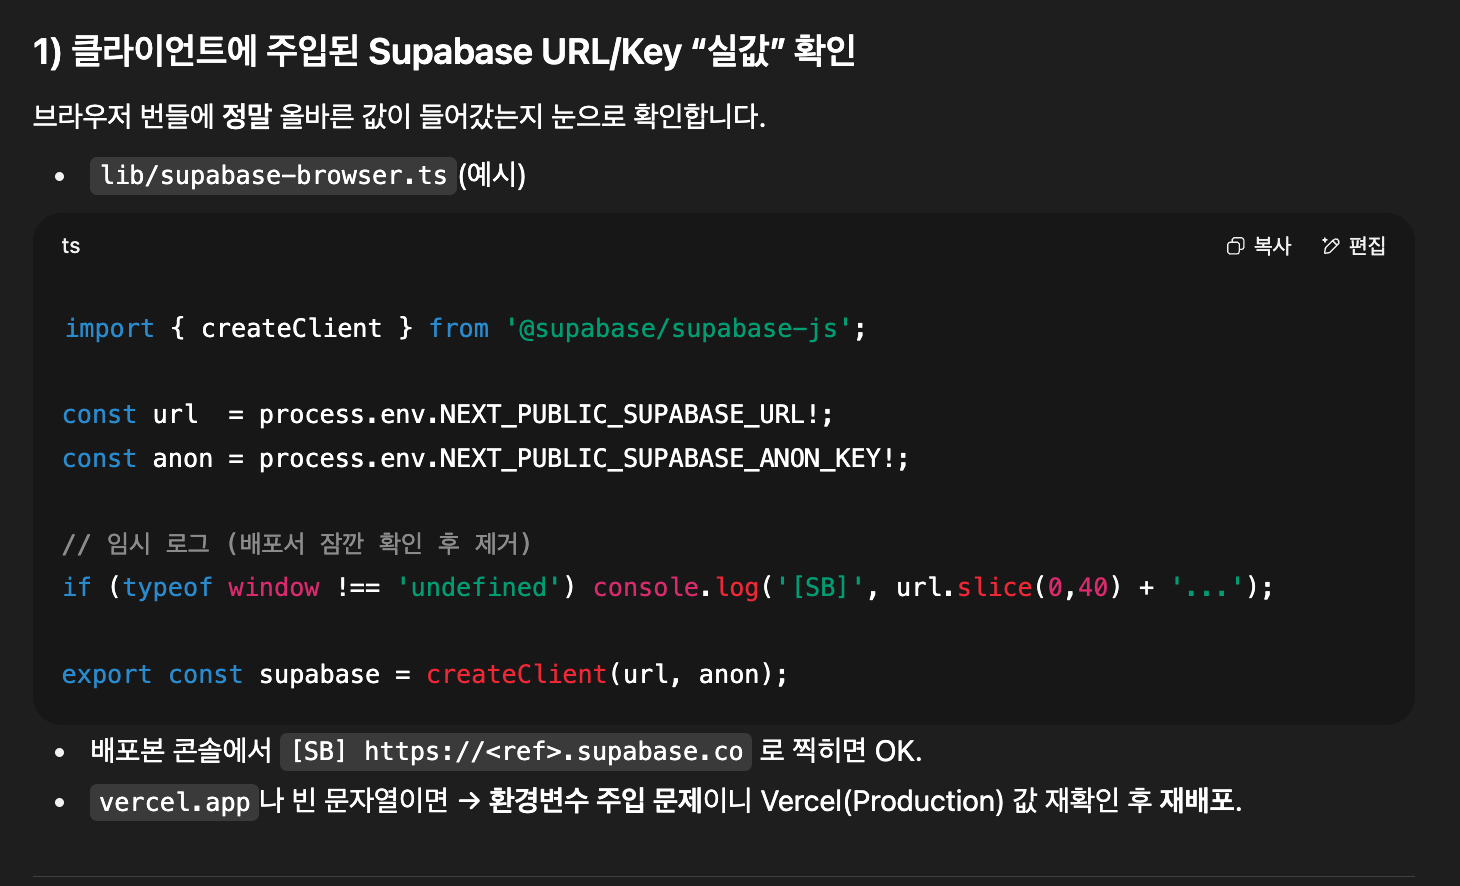 1) 클라이언트에 주입된 Supabase URL/Key “실값” 확인
브라우저 번들에 정말 올바른 값이 들어갔는지 눈으로 확인합니다.
• lib/supabase-browser.ts (예시)
ts 복사 편집
import { createClient } from '@supabase/supabase-js';
const url  = process.env.NEXT_PUBLIC_SUPABASE_URL!;
const anon = process.env.NEXT_PUBLIC_SUPABASE_ANON_KEY!;
// 임시 로그 (배포서 잠깐 확인 후 제거)
if (typeof window !== 'undefined') console.log('[SB]', url.slice(0,40) + '...');
export const supabase = createClient(url, anon);
• 배포본 콘솔에서 [SB] https://<ref>.supabase.co 로 찍히면 OK.
• vercel.app 나 빈 문자열이면 → 환경변수 주입 문제이니 Vercel(Production) 값 재확인 후 재배포.